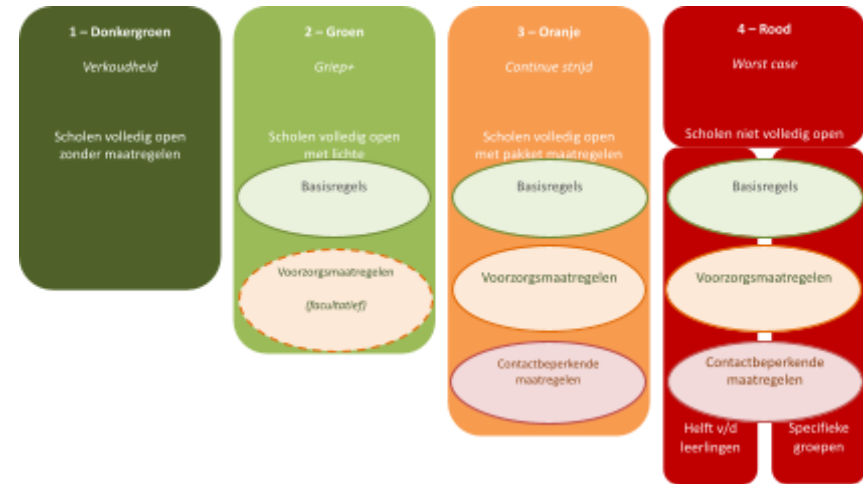 1 – Donkergroen
Verkoudheid
Scholen volledig open
zonder maatregelen
2 – Groen
Griep+
Scholen volledig open
met lichte
Basisregels
Voorzorgsmaatregelen
(facultatief)
3 – Oranje
Continue strijd
Scholen volledig open
met pakket maatregelen
Basisregels
Voorzorgsmaatregelen
Contactbeperkende
maatregelen
4 – Rood
Worst case
Scholen niet volledig open
Basisregels
Voorzorgsmaatregelen
Contactbeperkende
maatregelen
Helft v/d
leerlingen
Specifieke
groepen